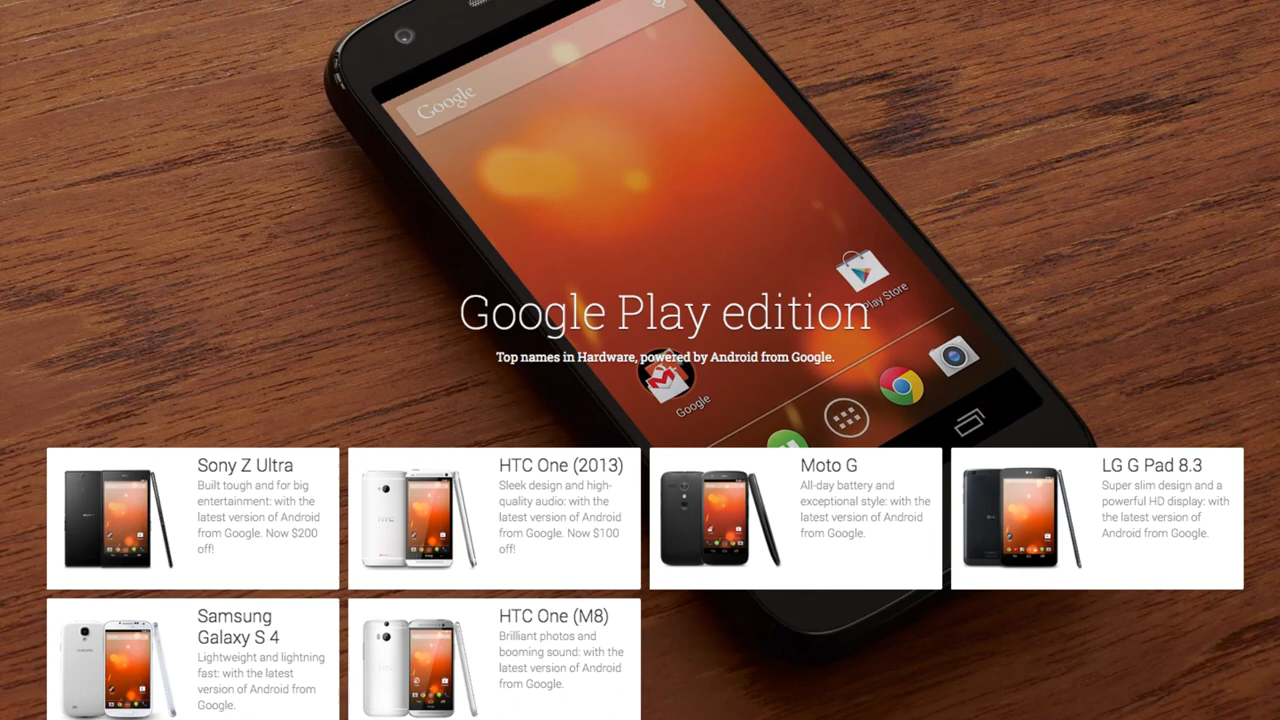 Google
Play Store
Google Play edition
Top names in Hardware, powered by Android from Google.
Google
Sony Z Ultra
Built tough and for big
entertainment: with the
latest version of Android
from Google. Now $200
off!
HTC One (2013)
Sleek design and high-
quality audio: with the
latest version of Android
from Google. Now $100
off!
Moto G
All-day battery and
exceptional style: with the
latest version of Android
from Google.
LG G Pad 8.3
Super slim design and a
powerful HD display: with
the latest version of
Android from Google.
Samsung
Galaxy S 4
Lightweight and lightning
fast: with the latest
version of Android from
Google.
HTC One (M8)
Brilliant photos and
booming sound: with the
latest version of Android
from Google.